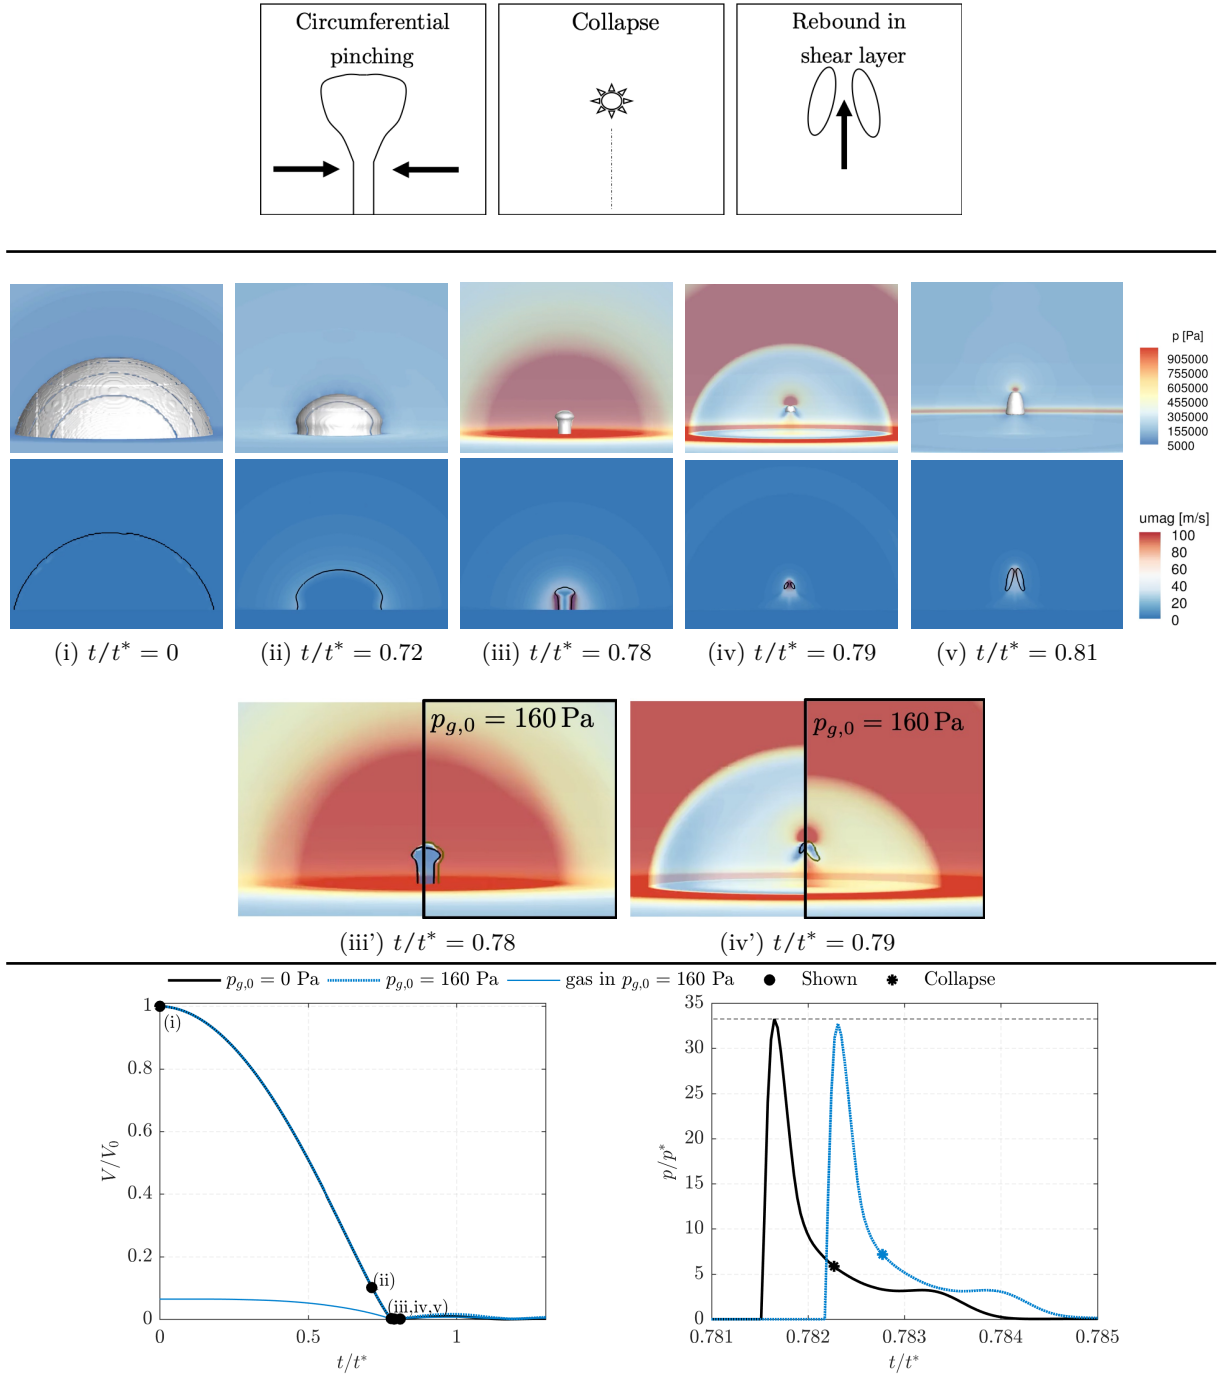 Circumferential
pinching
Collapse
Rebound in
shear layer
p [Pa]
905000
755000
605000
455000
305000
155000
5000
umag [m/s]
100
80
60
40
20
0
(i) t/t* = 0
(ii) t/t* = 0.72
(iii) t/t* = 0.78
(iv) t/t* = 0.79
(v) t/t* = 0.81
p_{g,0} = 160 Pa
p_{g,0} = 160 Pa
(iii') t/t* = 0.78
(iv') t/t* = 0.79
p_{g,0} = 0 Pa p_{g,0} = 160 Pa gas in p_{g,0} = 160 Pa Shown Collapse
1
0.8
0.6
0.4
0.2
0
V/V_0
(i)
(ii)
(iii,iv,v)
0 0.5 1
t/t*
35
30
25
20
15
10
5
0
p/p*
0.781 0.782 0.783 0.784 0.785
t/t*